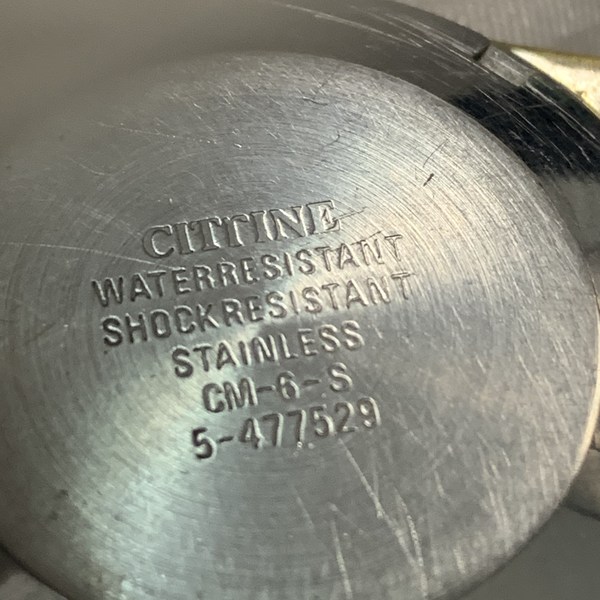 CITTINE
WATERRESISTANT
SHOCKRESISTANT
STAINLESS
CM-6-S
5-477529